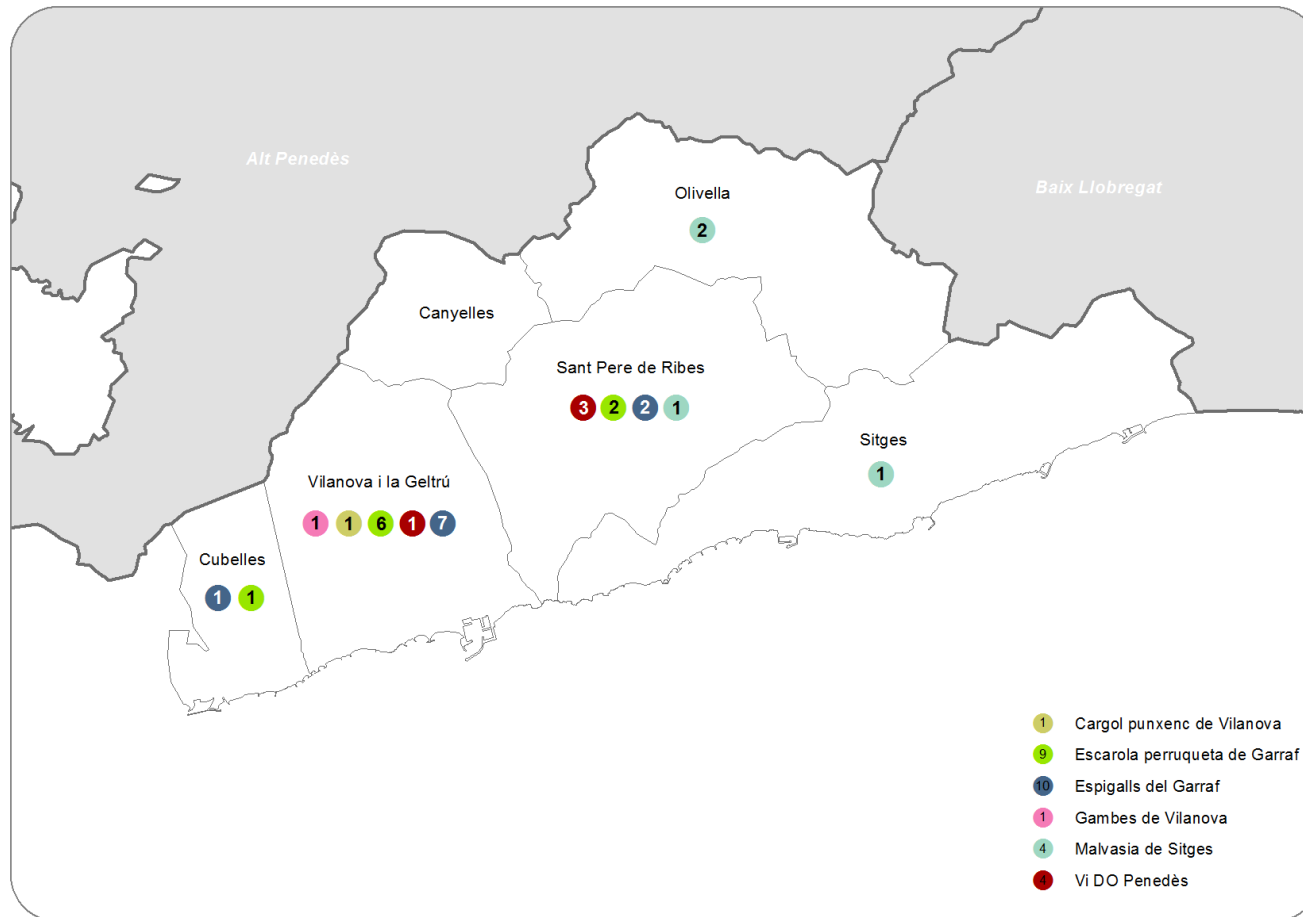 Alt Penedès
Baix Llobregat
Olivella
2
Canyelles
Sant Pere de Ribes
3 2 2 1
Sitges
1
Vilanova i la Geltrú
1 1 6 1 7
Cubelles
1 1
1 Cargol punxenc de Vilanova
9 Escarola perruqueta de Garraf
10 Espigalls del Garraf
1 Gambes de Vilanova
4 Malvasia de Sitges
4 Vi DO Penedès